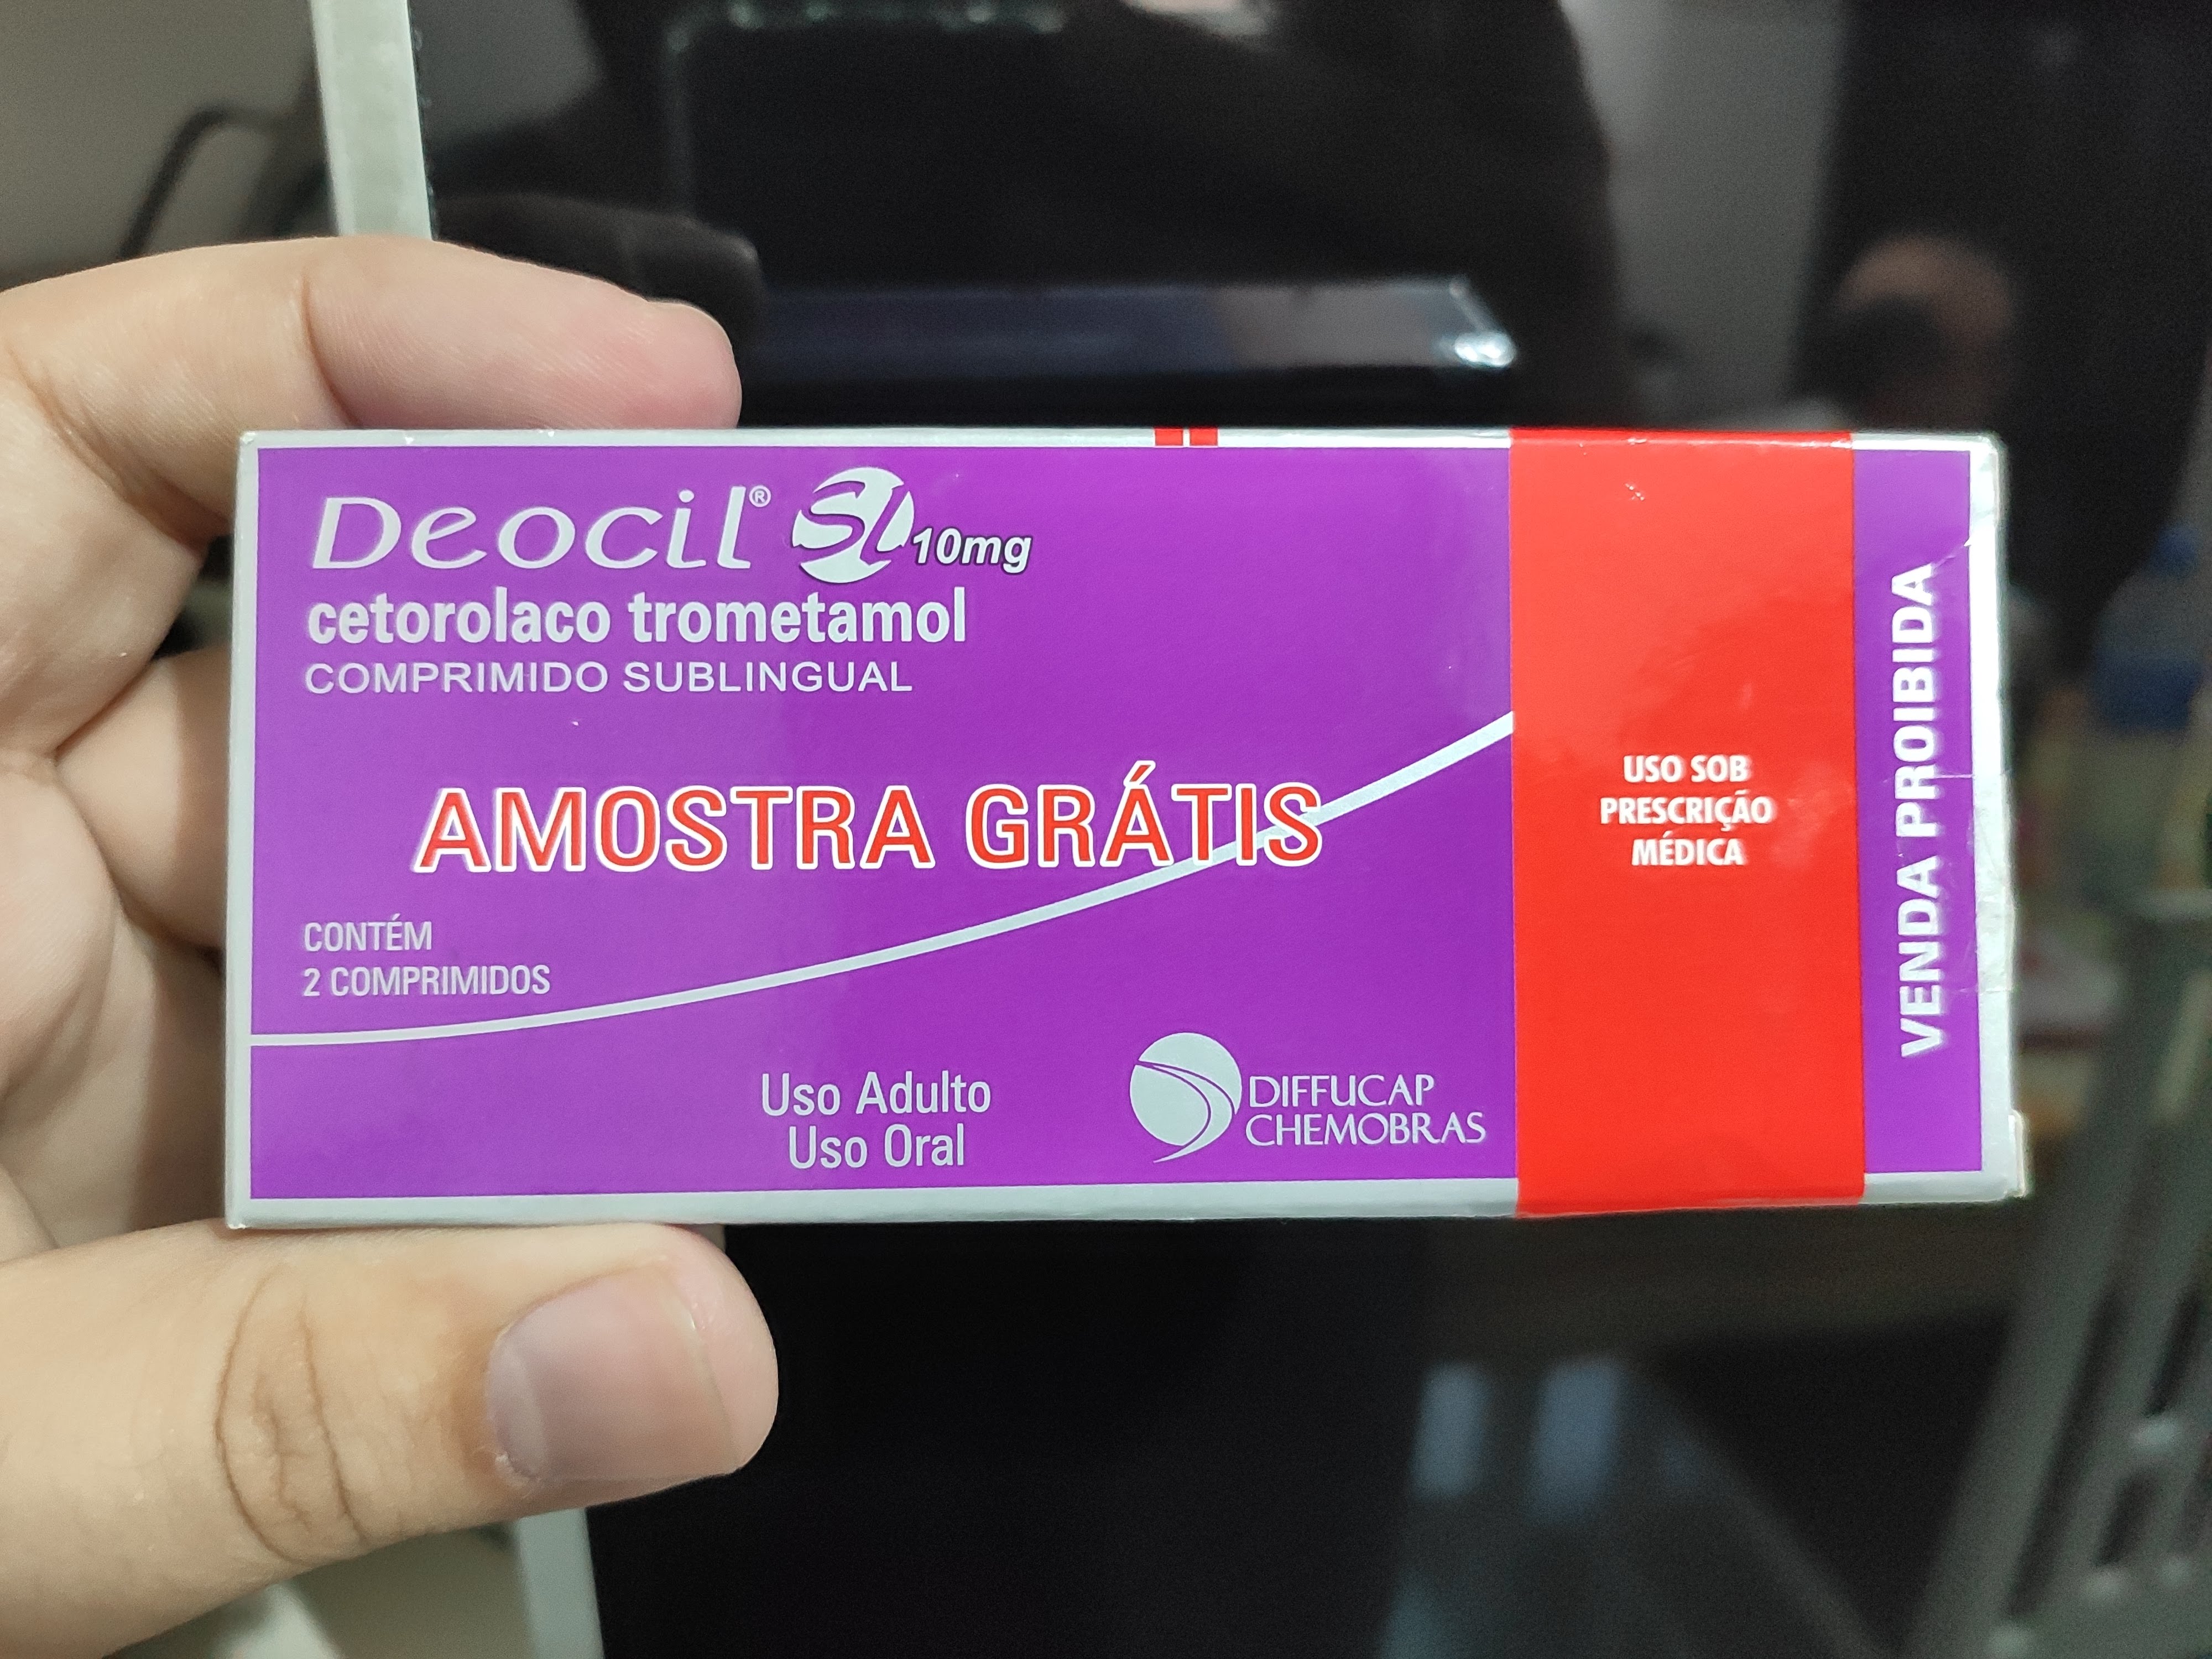 Deocil® SL 10mg
cetorolaco trometamol
COMPRIMIDO SUBLINGUAL
AMOSTRA GRÁTIS
CONTÉM
2 COMPRIMIDOS
Uso Adulto
Uso Oral
DIFFUCAP
CHEMOBRAS
USO SOB
PRESCRIÇÃO
MÉDICA
VENDA PROIBIDA